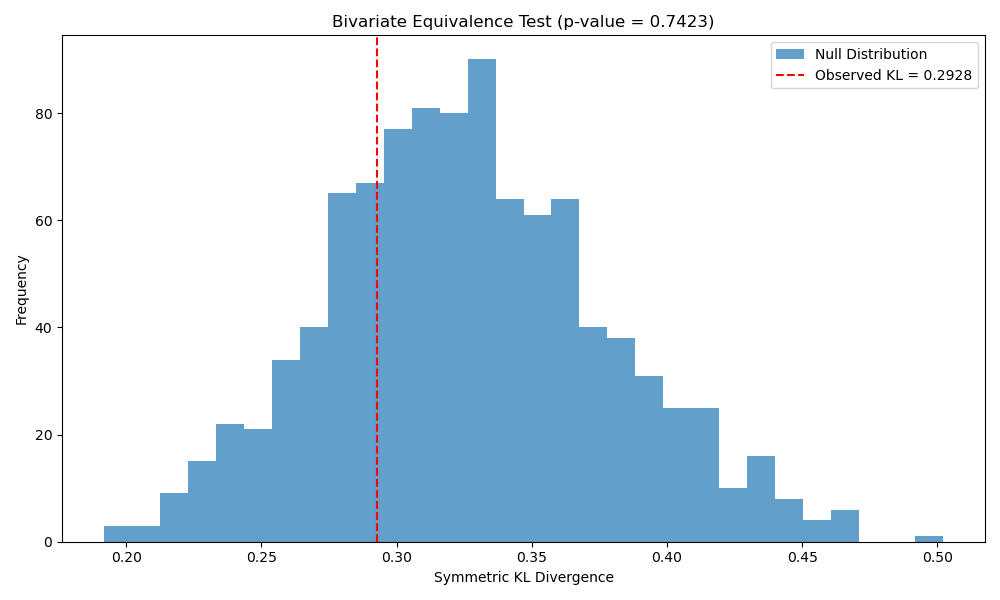 Bivariate Equivalence Test (p-value = 0.7423)
Null Distribution
Observed KL = 0.2928
Frequency
80
60
40
20
0
0.20 0.25 0.30 0.35 0.40 0.45 0.50
Symmetric KL Divergence